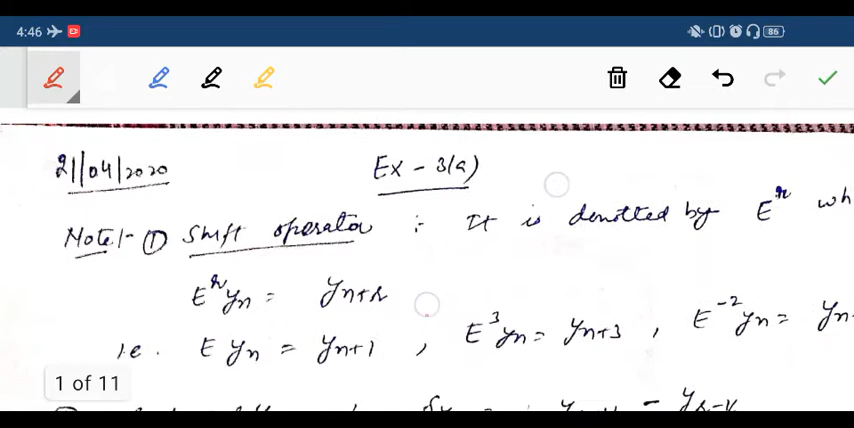 4:46 86
21/04/2020 Ex - 3(a)
Note:- ① Shift operator :- It is denotted by E^r wh
E^r yn = yn+r
i.e. E yn = yn+1 , E^3 yn = yn+3 , E^-2 yn = yn-
1 of 11